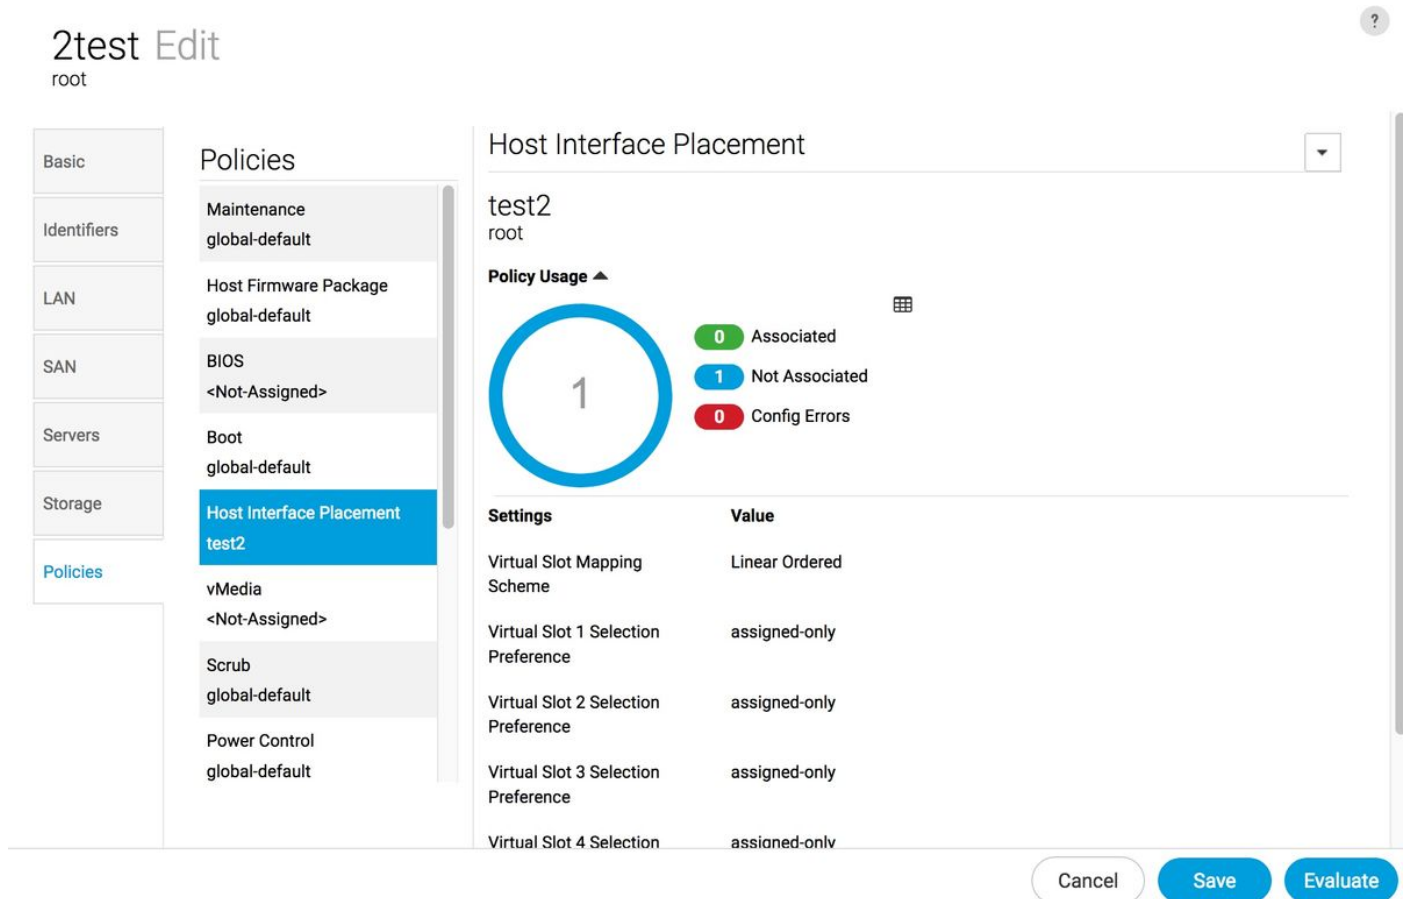 ?
2test Edit
root
Basic
Identifiers
LAN
SAN
Servers
Storage
Policies
Policies
Maintenance
global-default
Host Firmware Package
global-default
BIOS
<Not-Assigned>
Boot
global-default
Host Interface Placement
test2
vMedia
<Not-Assigned>
Scrub
global-default
Power Control
global-default
Host Interface Placement
test2
root
Policy Usage
1
0 Associated
1 Not Associated
0 Config Errors
Settings Value
Virtual Slot Mapping Linear Ordered
Scheme
Virtual Slot 1 Selection assigned-only
Preference
Virtual Slot 2 Selection assigned-only
Preference
Virtual Slot 3 Selection assigned-only
Preference
Virtual Slot 4 Selection assigned-only
Cancel Save Evaluate